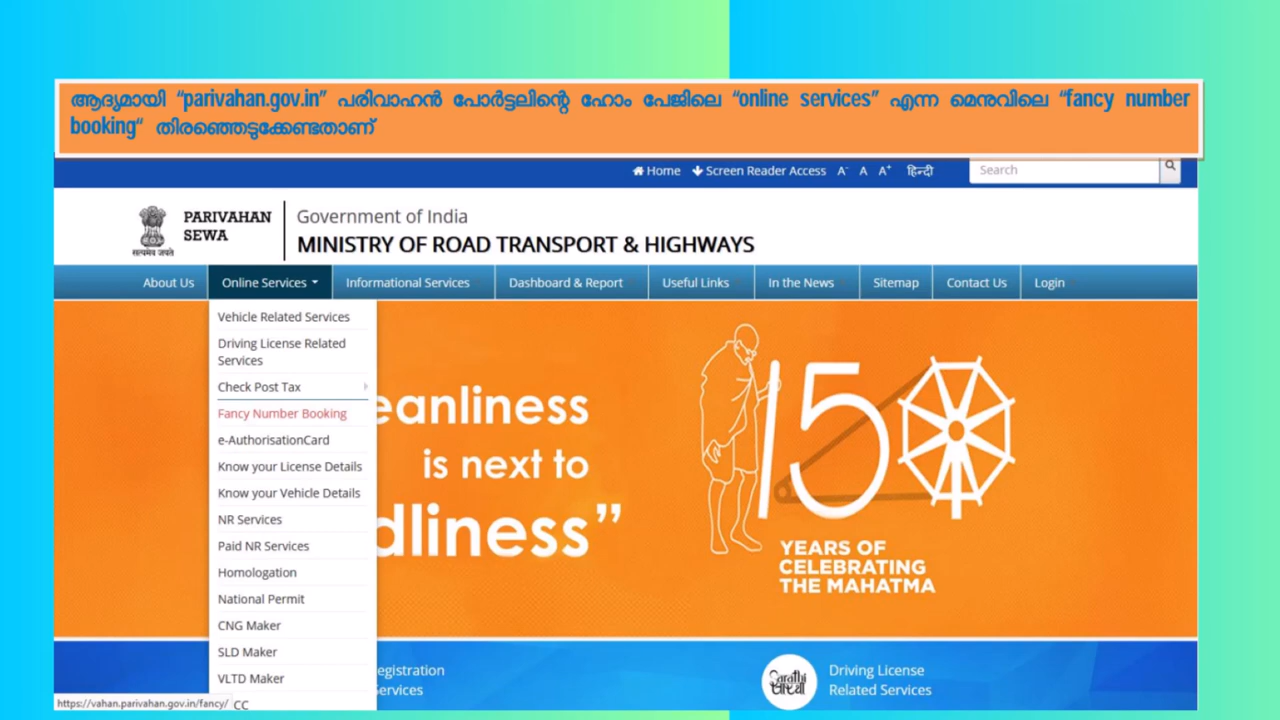 ആദ്യമായി “parivahan.gov.in” പരിവാഹൻ പോർട്ടലിന്റെ ഹോം പേജിലെ “online services” എന്ന മെനുവിലെ “fancy number
booking“ തിരഞ്ഞെടുക്കേണ്ടതാണ്
Home Screen Reader Access A- A A+ हिन्दी Search
PARIVAHAN
SEWA
सत्यमेव जयते
Government of India
MINISTRY OF ROAD TRANSPORT & HIGHWAYS
About Us Online Services Informational Services Dashboard & Report Useful Links In the News Sitemap Contact Us Login
Vehicle Related Services
Driving License Related
Services
Check Post Tax
Fancy Number Booking
e-AuthorisationCard
Know your License Details
Know your Vehicle Details
NR Services
Paid NR Services
Homologation
National Permit
CNG Maker
SLD Maker
VLTD Maker
CC
eanliness
is next to
dliness”
150
YEARS OF
CELEBRATING
THE MAHATMA
egistration
ervices
Sarathi
सारथी
Driving License
Related Services
https://vahan.parivahan.gov.in/fancy/